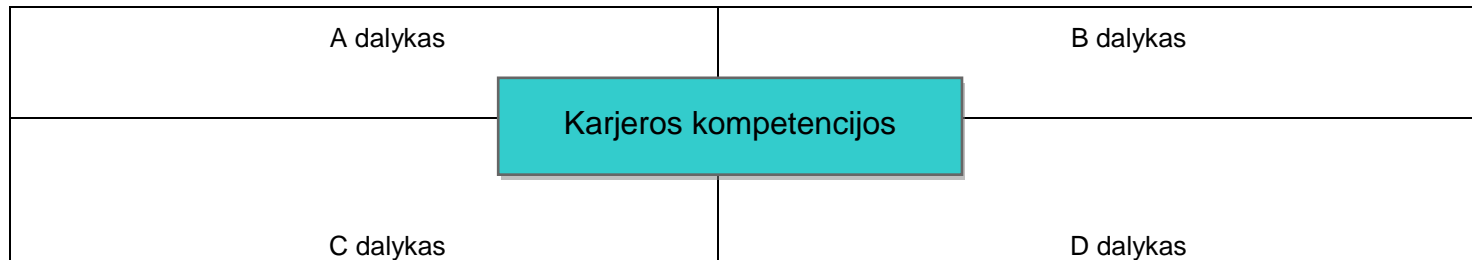 A dalykas
B dalykas
Karjeros kompetencijos
C dalykas
D dalykas